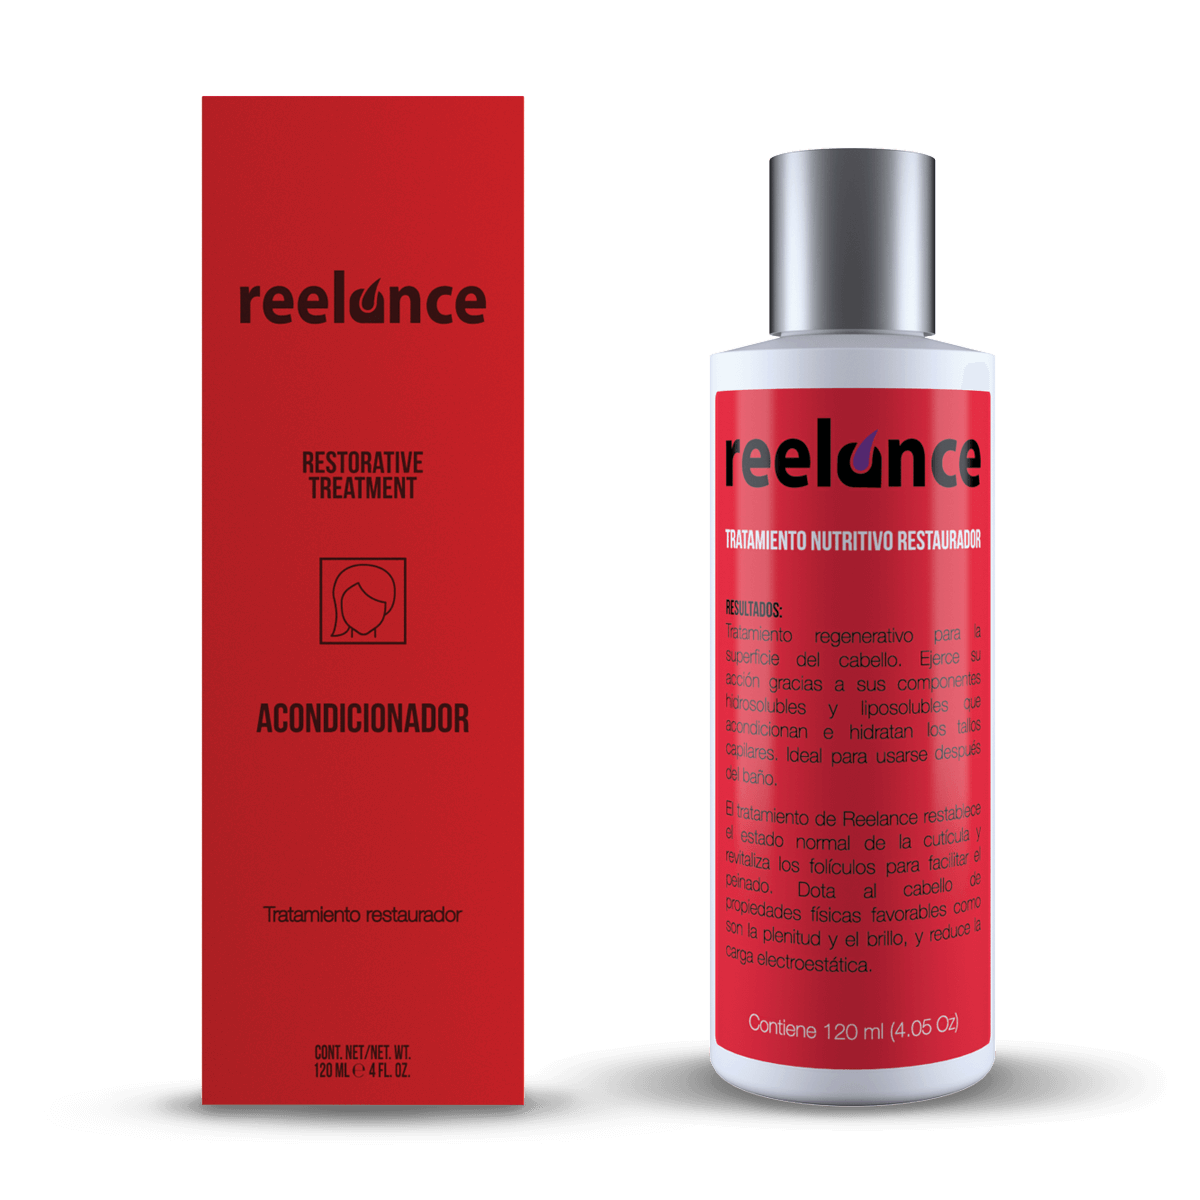 reelance
RESTORATIVE
TREATMENT
ACONDICIONADOR
Tratamiento restaurador
CONT. NET/NET. WT.
120 ML ℮ 4 FL. OZ.
reelance
TRATAMIENTO NUTRITIVO RESTAURADOR
RESULTADOS:
Tratamiento regenerativo para la
superficie del cabello. Ejerce su
acción gracias a sus componentes
hidrosolubles y liposolubles que
acondicionan e hidratan los tallos
capilares. Ideal para usarse después
del baño.
El tratamiento de Reelance restablece
el estado normal de la cutícula y
revitaliza los folículos para facilitar el
peinado. Dota al cabello de
propiedades físicas favorables como
son la plenitud y el brillo, y reduce la
carga electroestática.
Contiene 120 ml (4.05 Oz)